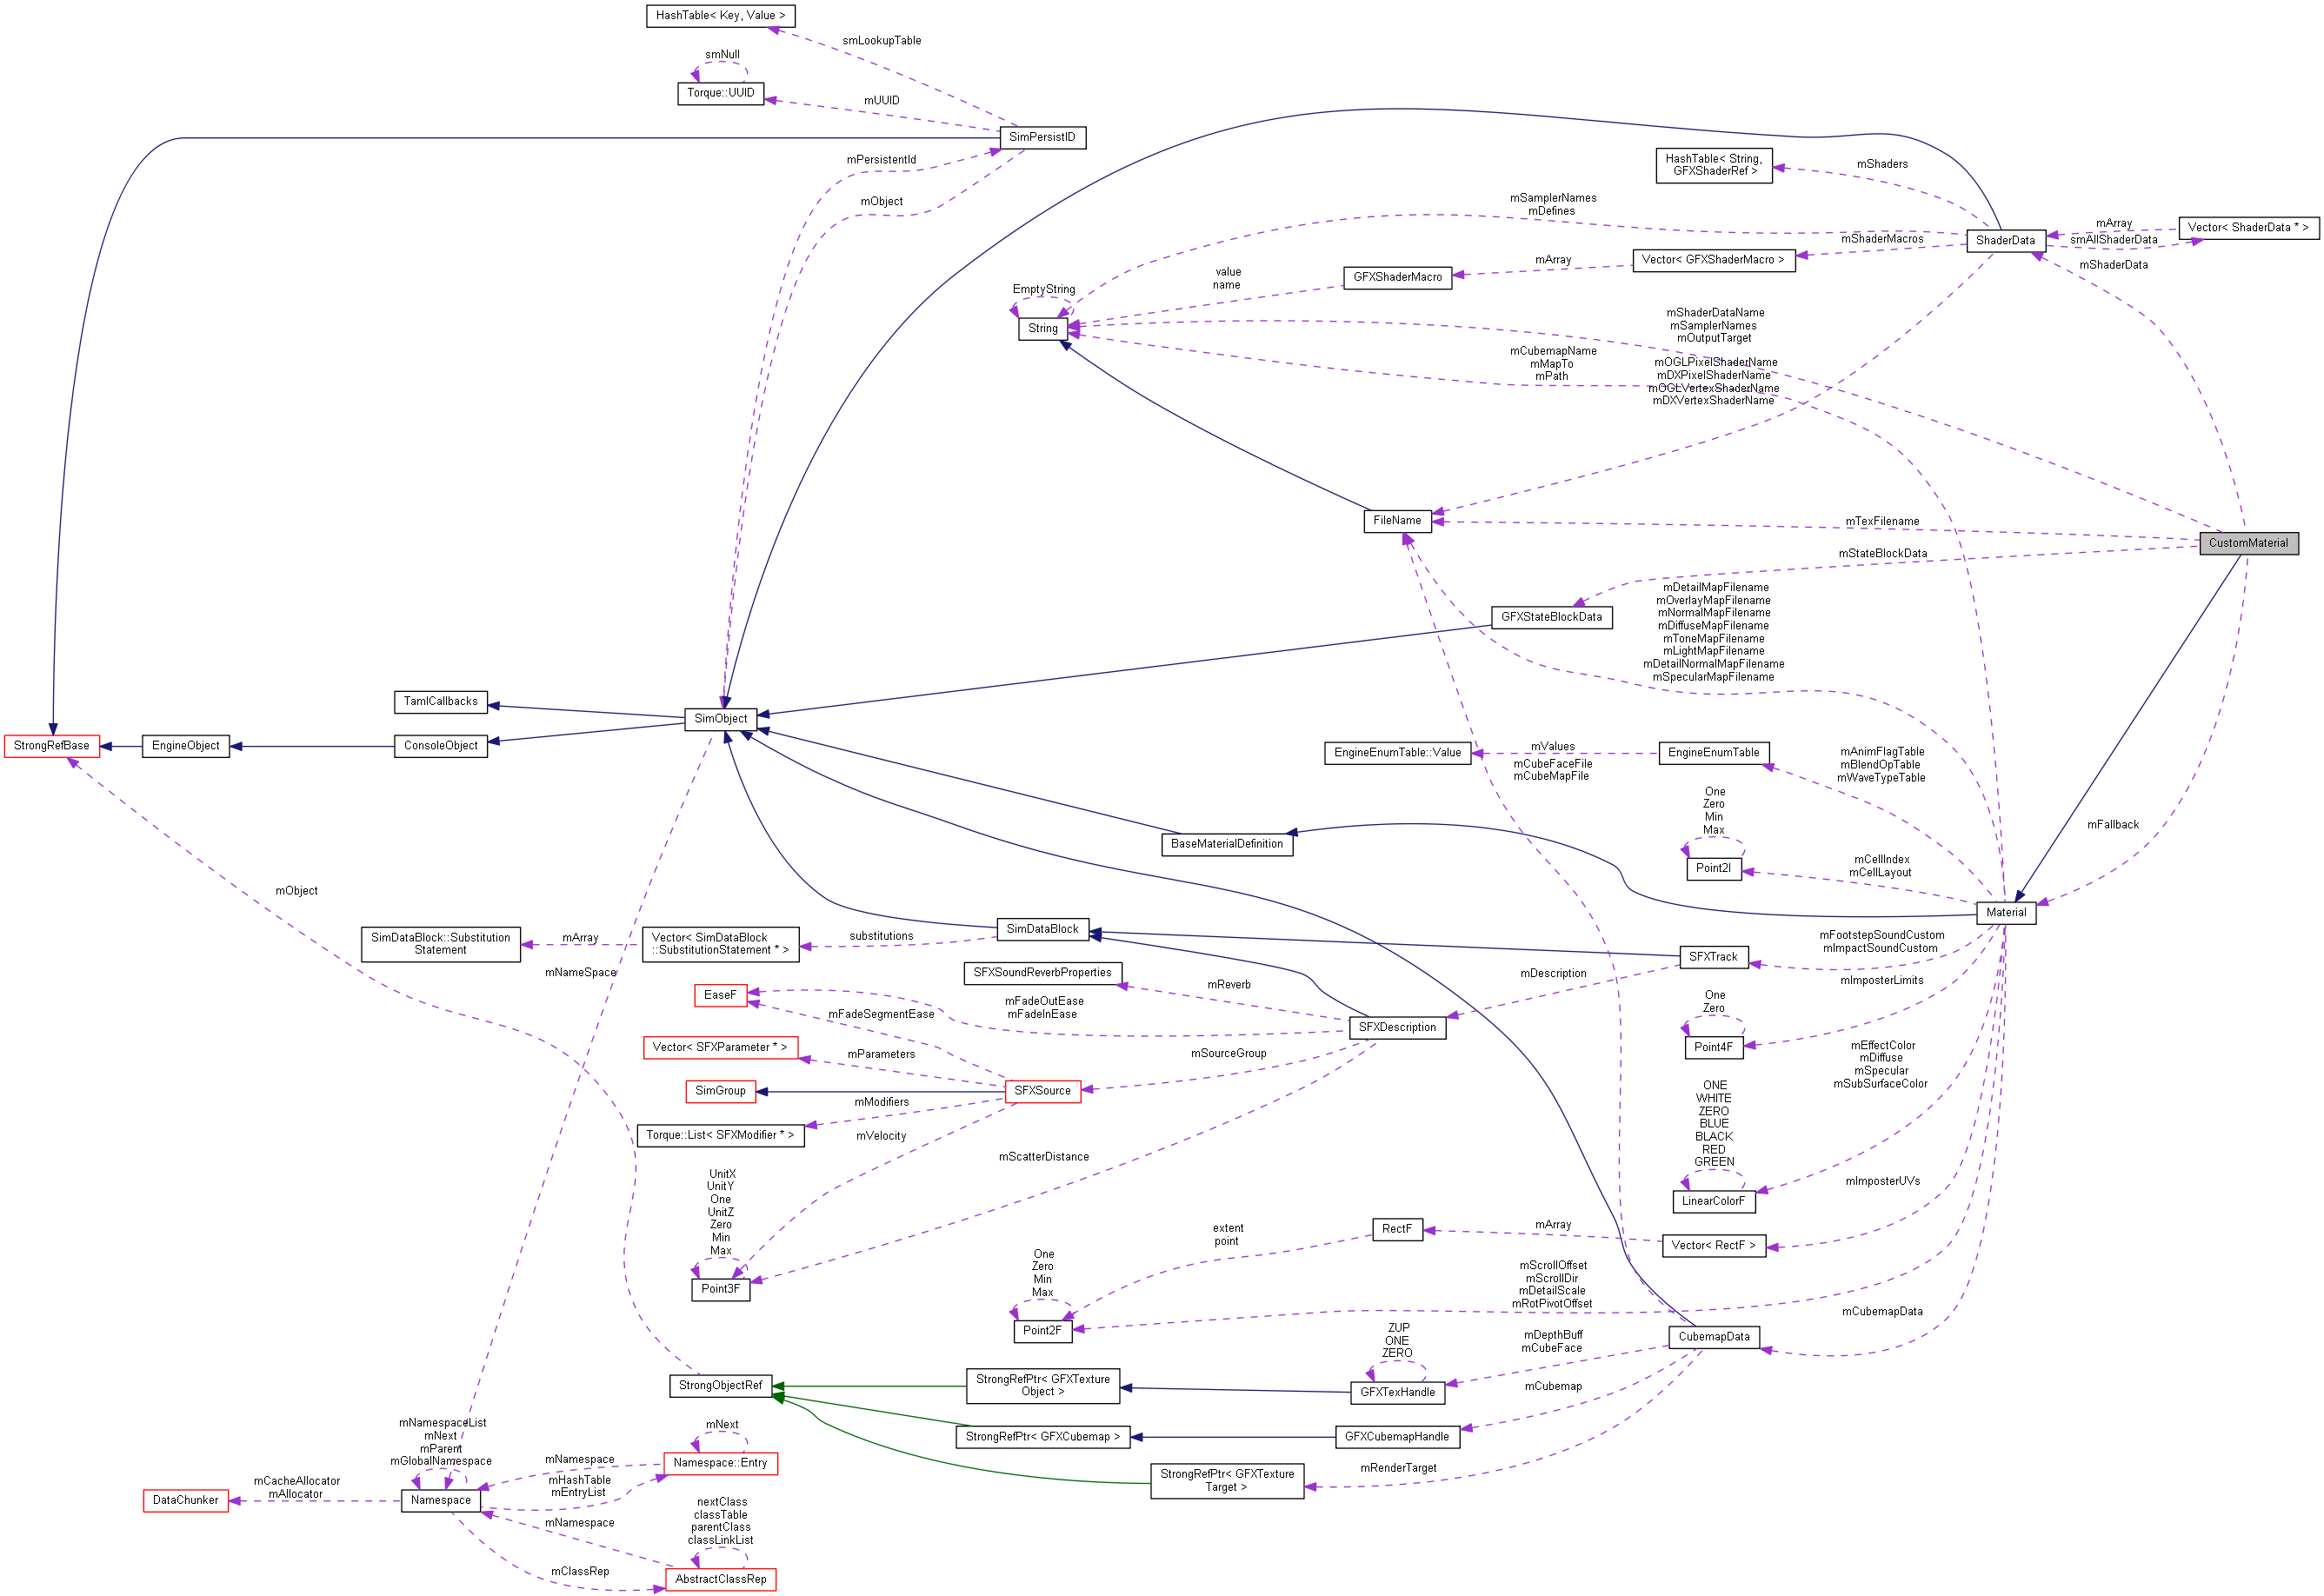 HashTable< Key, Value >
smLookupTable
smNull
Torque::UUID
mUUID
SimPersistID
mPersistentId
mObject
HashTable< String,
GFXShaderRef >
mShaders
mSamplerNames
mDefines
mArray
Vector< ShaderData * >
ShaderData
smAllShaderData
mShaderMacros
Vector< GFXShaderMacro >
mArray
mShaderData
GFXShaderMacro
value
name
EmptyString
String
mShaderDataName
mSamplerNames
mOutputTarget
mCubemapName
mMapTo
mPath
mOGLPixelShaderName
mDXPixelShaderName
mOGLVertexShaderName
mDXVertexShaderName
FileName
mTexFilename
CustomMaterial
mStateBlockData
mDetailMapFilename
mOverlayMapFilename
mNormalMapFilename
mDiffuseMapFilename
mToneMapFilename
mLightMapFilename
mDetailNormalMapFilename
mSpecularMapFilename
GFXStateBlockData
TamlCallbacks
SimObject
StrongRefBase
EngineObject
ConsoleObject
EngineEnumTable::Value
mValues
EngineEnumTable
mAnimFlagTable
mBlendOpTable
mWaveTypeTable
mCubeFaceFile
mCubeMapFile
One
Zero
Min
Max
Point2I
mCellIndex
mCellLayout
mFallback
BaseMaterialDefinition
mObject
Material
SimDataBlock::Substitution
Statement
mArray
Vector< SimDataBlock
::SubstitutionStatement * >
substitutions
SimDataBlock
mNameSpace
SFXTrack
mFootstepSoundCustom
mImpactSoundCustom
SFXSoundReverbProperties
mReverb
mDescription
mImposterLimits
EaseF
mFadeOutEase
mFadeInEase
mFadeSegmentEase
SFXDescription
One
Zero
Point4F
Vector< SFXParameter * >
mParameters
mSourceGroup
mEffectColor
mDiffuse
mSpecular
mSubSurfaceColor
SimGroup
SFXSource
mModifiers
Torque::List< SFXModifier * >
mVelocity
mScatterDistance
ONE
WHITE
ZERO
BLUE
BLACK
RED
GREEN
LinearColorF
mImposterUVs
UnitX
UnitY
One
UnitZ
Zero
Min
Max
Point3F
extent
point
RectF
mArray
Vector< RectF >
One
Zero
Min
Max
Point2F
mScrollOffset
mScrollDir
mDetailScale
mRotPivotOffset
mCubemapData
CubemapData
ZUP
ONE
ZERO
mDepthBuff
mCubeFace
StrongObjectRef
StrongRefPtr< GFXTexture
Object >
GFXTexHandle
mCubemap
StrongRefPtr< GFXCubemap >
GFXCubemapHandle
mRenderTarget
StrongRefPtr< GFXTexture
Target >
mNamespaceList
mNext
mParent
mGlobalNamespace
mNext
Namespace::Entry
mNamespace
mHashTable
mEntryList
mCacheAllocator
mAllocator
DataChunker
Namespace
nextClass
classTable
parentClass
classLinkList
mNamespace
mClassRep
AbstractClassRep